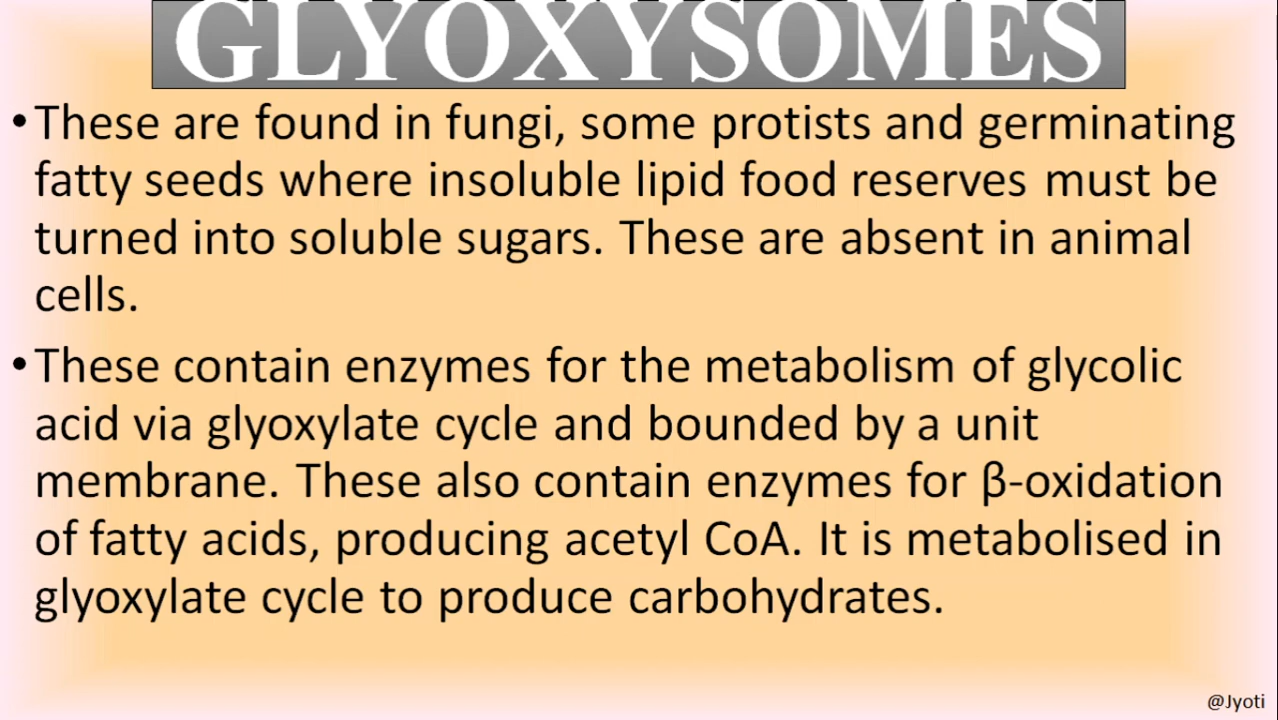 GLYOXYSOMES
•These are found in fungi, some protists and germinating
fatty seeds where insoluble lipid food reserves must be
turned into soluble sugars. These are absent in animal
cells.
•These contain enzymes for the metabolism of glycolic
acid via glyoxylate cycle and bounded by a unit
membrane. These also contain enzymes for β-oxidation
of fatty acids, producing acetyl CoA. It is metabolised in
glyoxylate cycle to produce carbohydrates.
@Jyoti